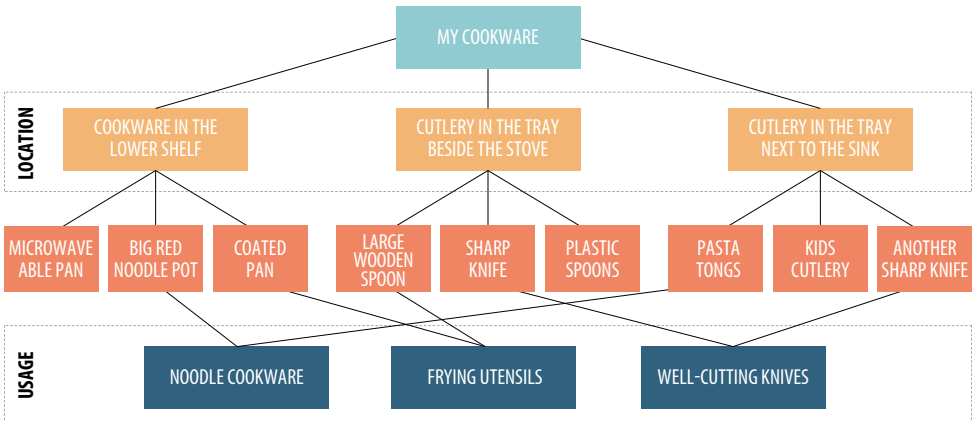 MY COOKWARE
LOCATION
COOKWARE IN THE
LOWER SHELF
CUTLERY IN THE TRAY
BESIDE THE STOVE
CUTLERY IN THE TRAY
NEXT TO THE SINK
MICROWAVE
ABLE PAN
BIG RED
NOODLE POT
COATED
PAN
LARGE
WOODEN
SPOON
SHARP
KNIFE
PLASTIC
SPOONS
PASTA
TONGS
KIDS
CUTLERY
ANOTHER
SHARP KNIFE
USAGE
NOODLE COOKWARE
FRYING UTENSILS
WELL-CUTTING KNIVES